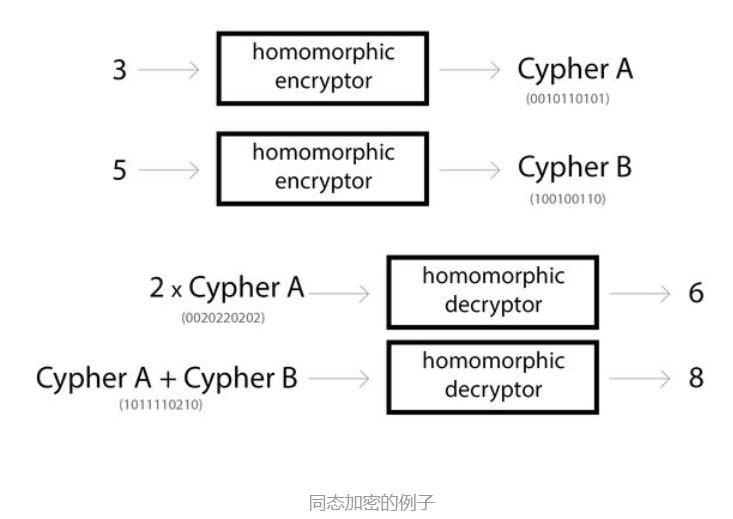 3
homomorphic
encryptor
Cypher A
(0010110101)
5
homomorphic
encryptor
Cypher B
(100100110)
2 x Cypher A
(0020220202)
homomorphic
decryptor
6
Cypher A + Cypher B
(1011110210)
homomorphic
decryptor
8
同态加密的例子